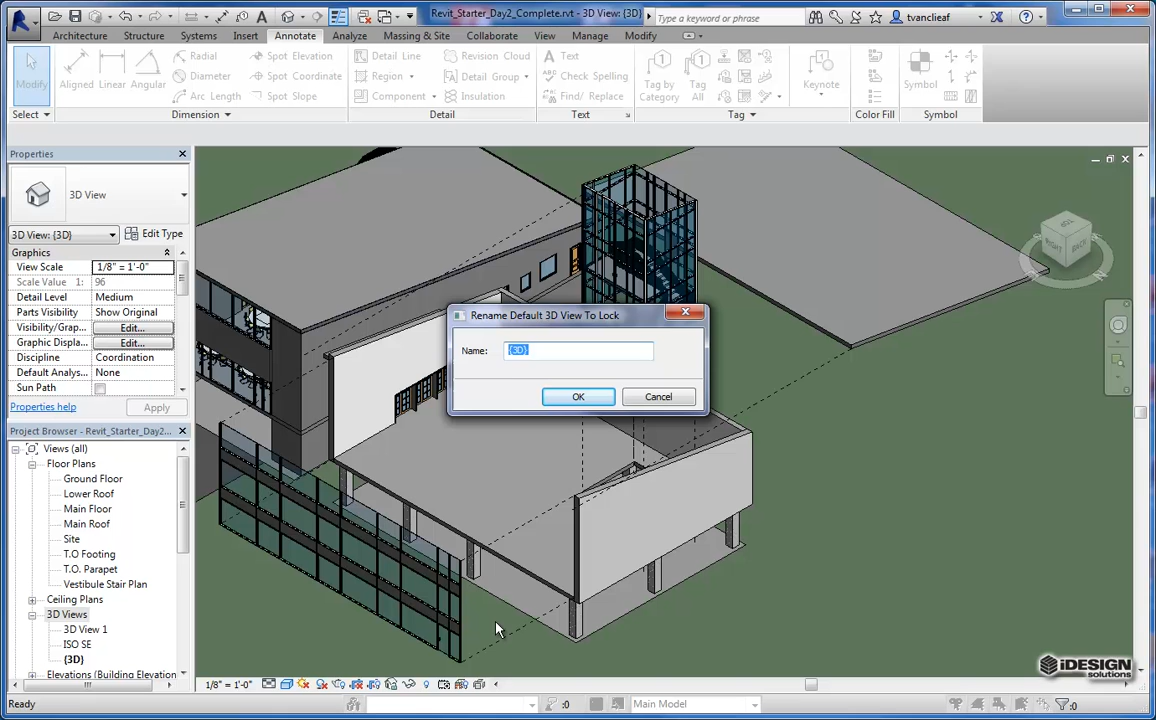 Revit_Starter_Day2_Complete.rvt - 3D View: {3D}
Type a keyword or phrase
tvanclieaf
Architecture
Structure
Systems
Insert
Annotate
Analyze
Massing & Site
Collaborate
View
Manage
Modify
Modify
Select
Aligned
Linear
Angular
Radial
Diameter
Arc Length
Spot Elevation
Spot Coordinate
Spot Slope
Dimension
Detail Line
Region
Component
Revision Cloud
Detail Group
Insulation
Detail
Text
Check Spelling
Find/ Replace
Text
Tag by
Category
Tag
All
Tag
Keynote
Color Fill
Symbol
Symbol
Properties
3D View
3D View: {3D}
Edit Type
Graphics
View Scale
1/8" = 1'-0"
Scale Value 1:
96
Detail Level
Medium
Parts Visibility
Show Original
Visibility/Grap...
Edit...
Graphic Displa...
Edit...
Discipline
Coordination
Default Analys...
None
Sun Path
Properties help
Apply
Project Browser - Revit_Starter_Day2...
Views (all)
Floor Plans
Ground Floor
Lower Roof
Main Floor
Main Roof
Site
T.O Footing
T.O. Parapet
Vestibule Stair Plan
Ceiling Plans
3D Views
3D View 1
ISO SE
{3D}
Elevations (Building Elevation
Rename Default 3D View To Lock
Name:
{3D}
OK
Cancel
RIGHT
BACK
1/8" = 1'-0"
Ready
:0
Main Model
:0
iDESIGN
solutions